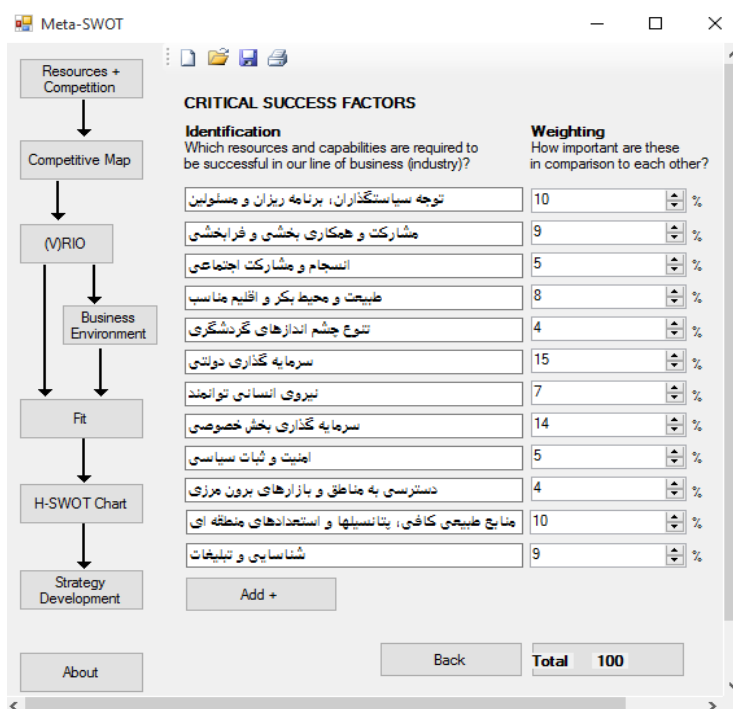 Meta-SWOT
Resources +
Competition
Competitive Map
(V)RIO
Business
Environment
Fit
H-SWOT Chart
Strategy
Development
About
CRITICAL SUCCESS FACTORS
Identification
Which resources and capabilities are required to
be successful in our line of business (industry)?
Weighting
How important are these
in comparison to each other?
توجه سیاستگذاران، برنامه ریزان و مسئولین 10 %
مشارکت و همکاری بخشی و فرابخشی 9 %
انسجام و مشارکت اجتماعی 5 %
طبیعت و محیط بکر و اقلیم مناسب 8 %
تنوع چشم اندازهای گردشگری 4 %
سرمایه گذاری دولتی 15 %
نیروی انسانی توانمند 7 %
سرمایه گذاری بخش خصوصی 14 %
امنیت و ثبات سیاسی 5 %
دسترسی به مناطق و بازارهای برون مرزی 4 %
منابع طبیعی کافی، پتانسیلها و استعدادهای منطقه ای 10 %
شناسایی و تبلیغات 9 %
Add +
Back
Total 100